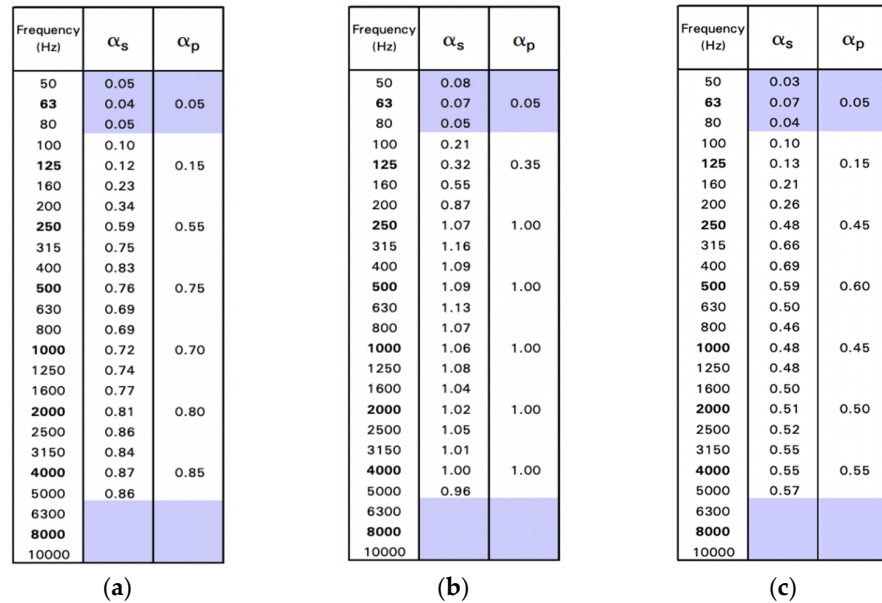 Frequency (Hz) αs αp
50 0.05
63 0.04 0.05
80 0.05
100 0.10
125 0.12 0.15
160 0.23
200 0.34
250 0.59 0.55
315 0.75
400 0.83
500 0.76 0.75
630 0.69
800 0.69
1000 0.72 0.70
1250 0.74
1600 0.77
2000 0.81 0.80
2500 0.86
3150 0.84
4000 0.87 0.85
5000 0.86
6300
8000
10000
(a)
Frequency (Hz) αs αp
50 0.08
63 0.07 0.05
80 0.05
100 0.21
125 0.32 0.35
160 0.55
200 0.87
250 1.07 1.00
315 1.16
400 1.09
500 1.09 1.00
630 1.13
800 1.07
1000 1.06 1.00
1250 1.08
1600 1.04
2000 1.02 1.00
2500 1.05
3150 1.01
4000 1.00 1.00
5000 0.96
6300
8000
10000
(b)
Frequency (Hz) αs αp
50 0.03
63 0.07 0.05
80 0.04
100 0.10
125 0.13 0.15
160 0.21
200 0.26
250 0.48 0.45
315 0.66
400 0.69
500 0.59 0.60
630 0.50
800 0.46
1000 0.48 0.45
1250 0.48
1600 0.50
2000 0.51 0.50
2500 0.52
3150 0.55
4000 0.55 0.55
5000 0.57
6300
8000
10000
(c)